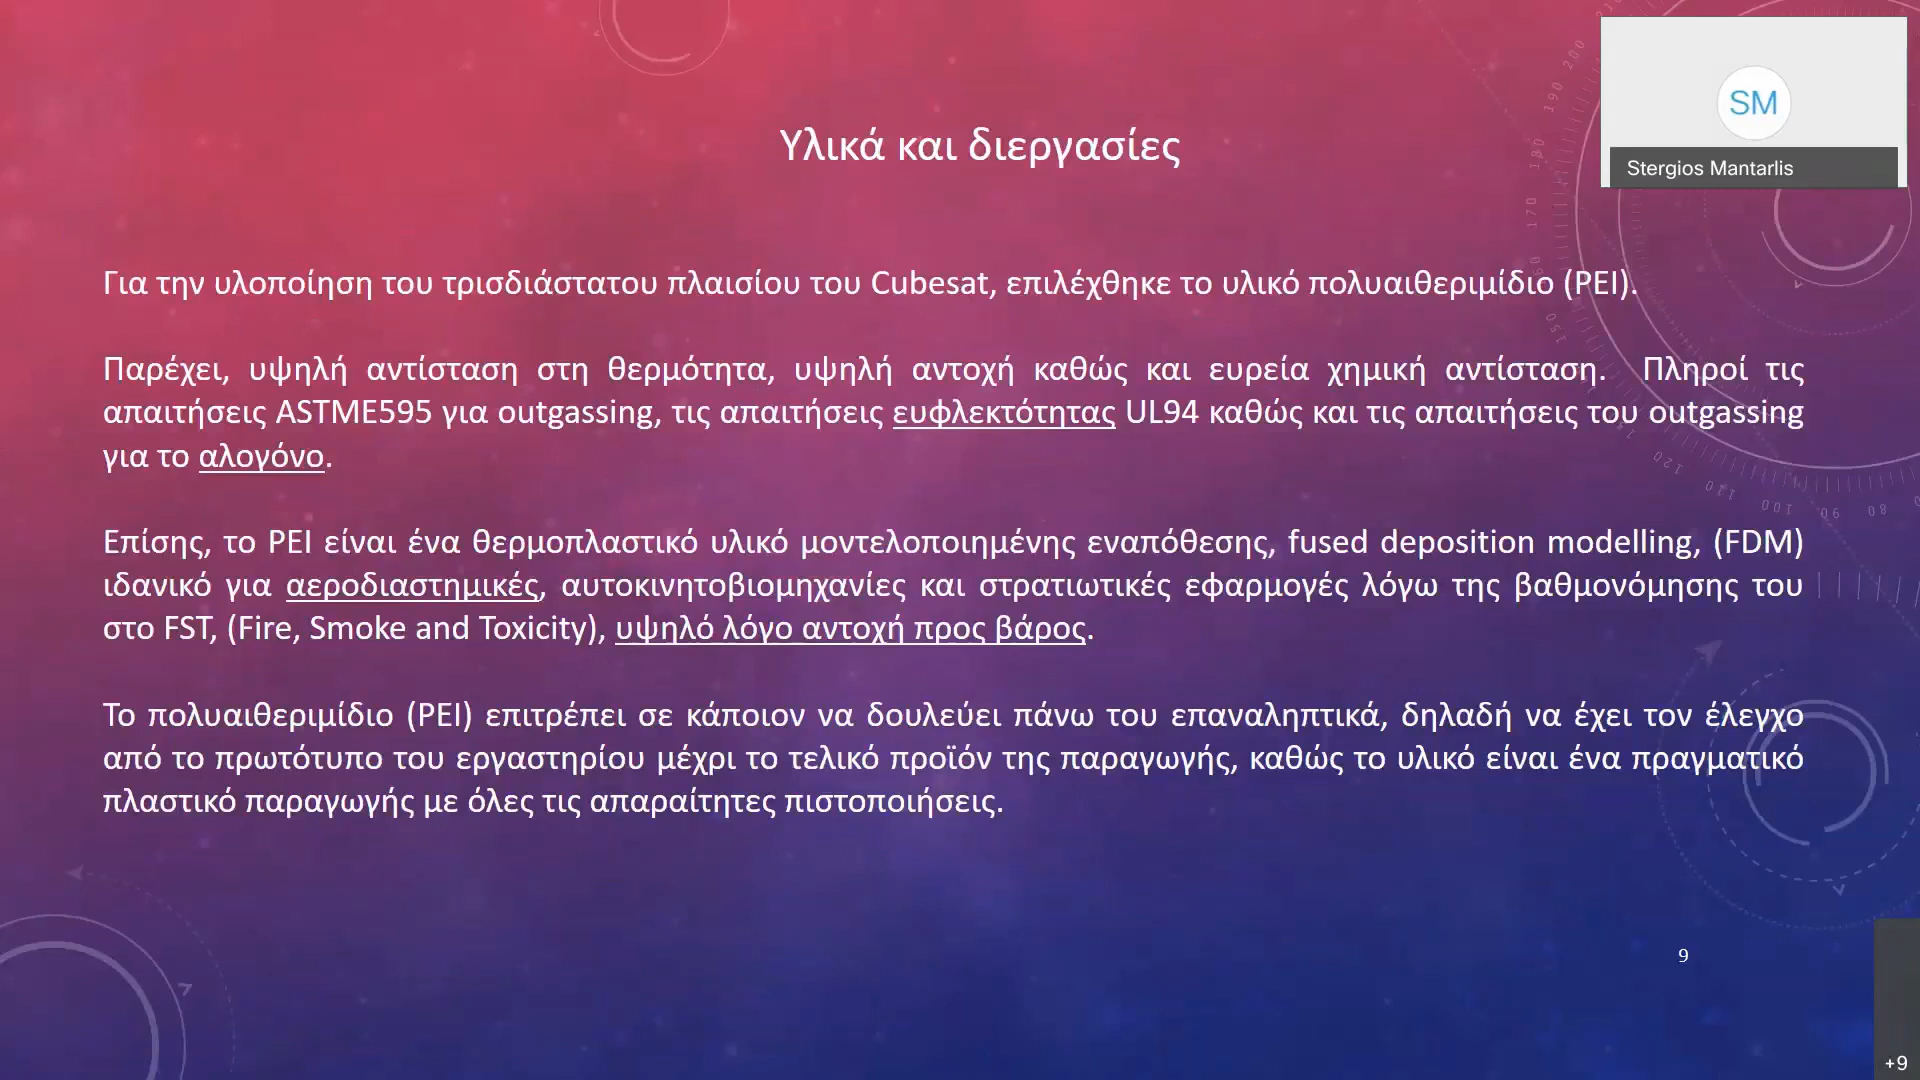 Υλικά και διεργασίες
SM
Stergios Mantarlis
Για την υλοποίηση του τρισδιάστατου πλαισίου του Cubesat, επιλέχθηκε το υλικό πολυαιθεριμίδιο (PEI).
Παρέχει, υψηλή αντίσταση στη θερμότητα, υψηλή αντοχή καθώς και ευρεία χημική αντίσταση. Πληροί τις
απαιτήσεις ASTME595 για outgassing, τις απαιτήσεις ευφλεκτότητας UL94 καθώς και τις απαιτήσεις του outgassing
για το αλογόνο.
Επίσης, το PEI είναι ένα θερμοπλαστικό υλικό μοντελοποιημένης εναπόθεσης, fused deposition modelling, (FDM)
ιδανικό για αεροδιαστημικές, αυτοκινητοβιομηχανίες και στρατιωτικές εφαρμογές λόγω της βαθμονόμησης του
στο FST, (Fire, Smoke and Toxicity), υψηλό λόγο αντοχή προς βάρος.
Το πολυαιθεριμίδιο (PEI) επιτρέπει σε κάποιον να δουλεύει πάνω του επαναληπτικά, δηλαδή να έχει τον έλεγχο
από το πρωτότυπο του εργαστηρίου μέχρι το τελικό προϊόν της παραγωγής, καθώς το υλικό είναι ένα πραγματικό
πλαστικό παραγωγής με όλες τις απαραίτητες πιστοποιήσεις.
9
+9